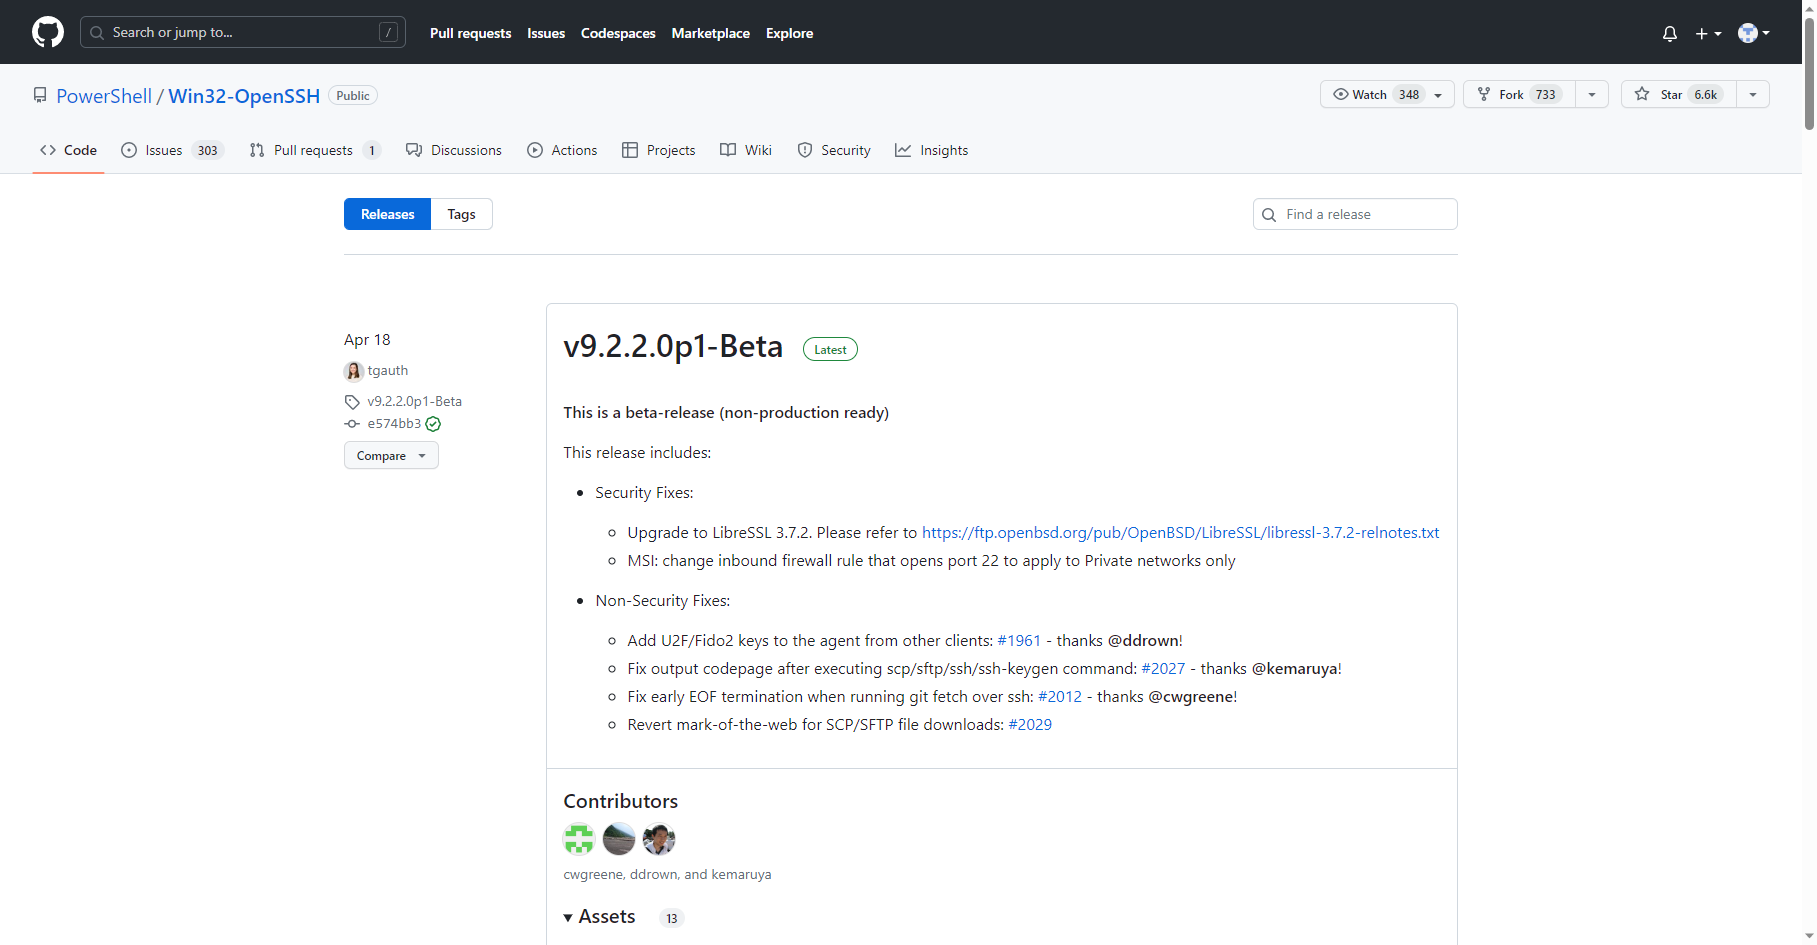 Search or jump to... /
Pull requests Issues Codespaces Marketplace Explore
PowerShell / Win32-OpenSSH Public
Watch 348 Fork 733 Star 6.6k
Code Issues 303 Pull requests 1 Discussions Actions Projects Wiki Security Insights
Releases Tags
Find a release
Apr 18
tgauth
v9.2.2.0p1-Beta
e574bb3
Compare
v9.2.2.0p1-Beta Latest
This is a beta-release (non-production ready)
This release includes:
Security Fixes:
Upgrade to LibreSSL 3.7.2. Please refer to https://ftp.openbsd.org/pub/OpenBSD/LibreSSL/libressl-3.7.2-relnotes.txt
MSI: change inbound firewall rule that opens port 22 to apply to Private networks only
Non-Security Fixes:
Add U2F/Fido2 keys to the agent from other clients: #1961 - thanks @ddrown!
Fix output codepage after executing scp/sftp/ssh/ssh-keygen command: #2027 - thanks @kemaruya!
Fix early EOF termination when running git fetch over ssh: #2012 - thanks @cwgreene!
Revert mark-of-the-web for SCP/SFTP file downloads: #2029
Contributors
cwgreene, ddrown, and kemaruya
Assets 13